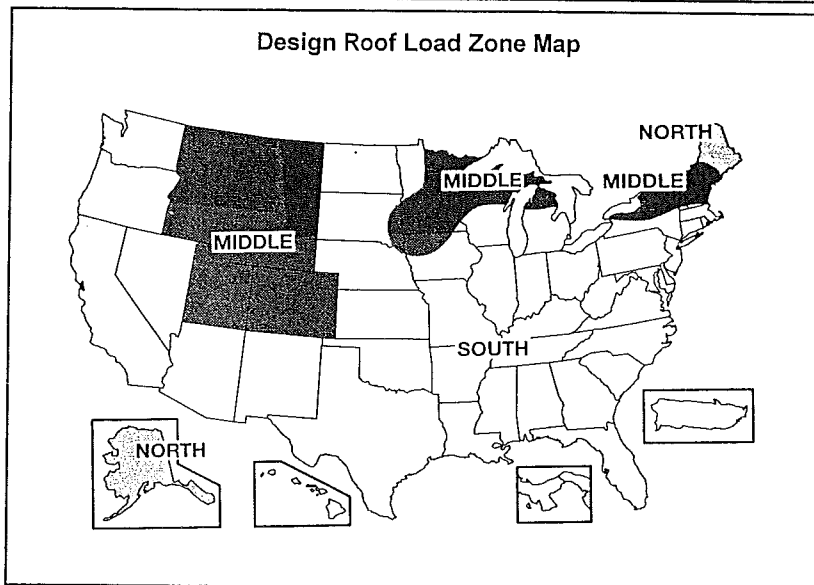 Design Roof Load Zone Map
NORTH
MIDDLE
MIDDLE
MIDDLE
SOUTH
NORTH